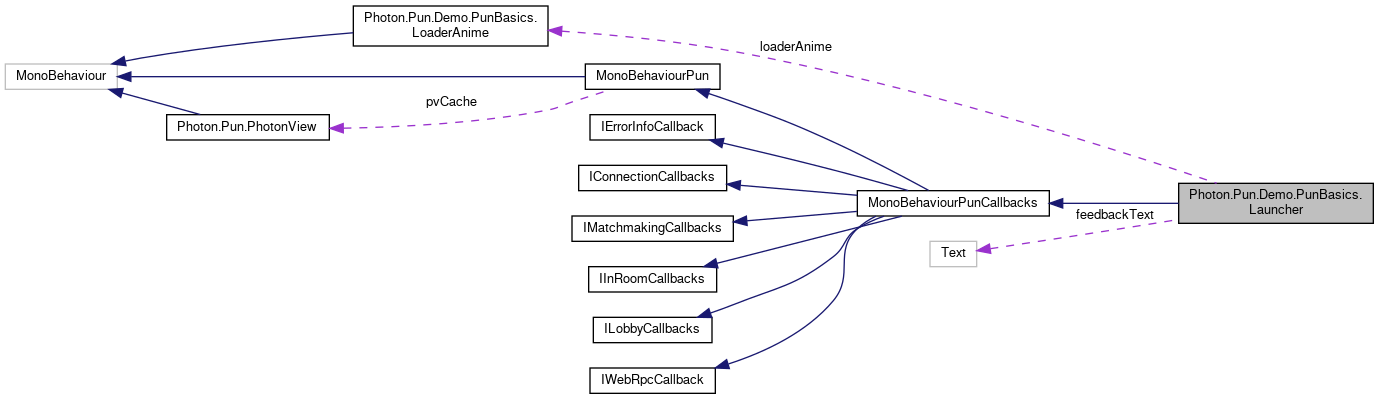 Photon.Pun.Demo.PunBasics.
LoaderAnime
loaderAnime
MonoBehaviour
MonoBehaviourPun
pvCache
Photon.Pun.PhotonView
IErrorInfoCallback
IConnectionCallbacks
MonoBehaviourPunCallbacks
Photon.Pun.Demo.PunBasics.
Launcher
feedbackText
IMatchmakingCallbacks
Text
IInRoomCallbacks
ILobbyCallbacks
IWebRpcCallback